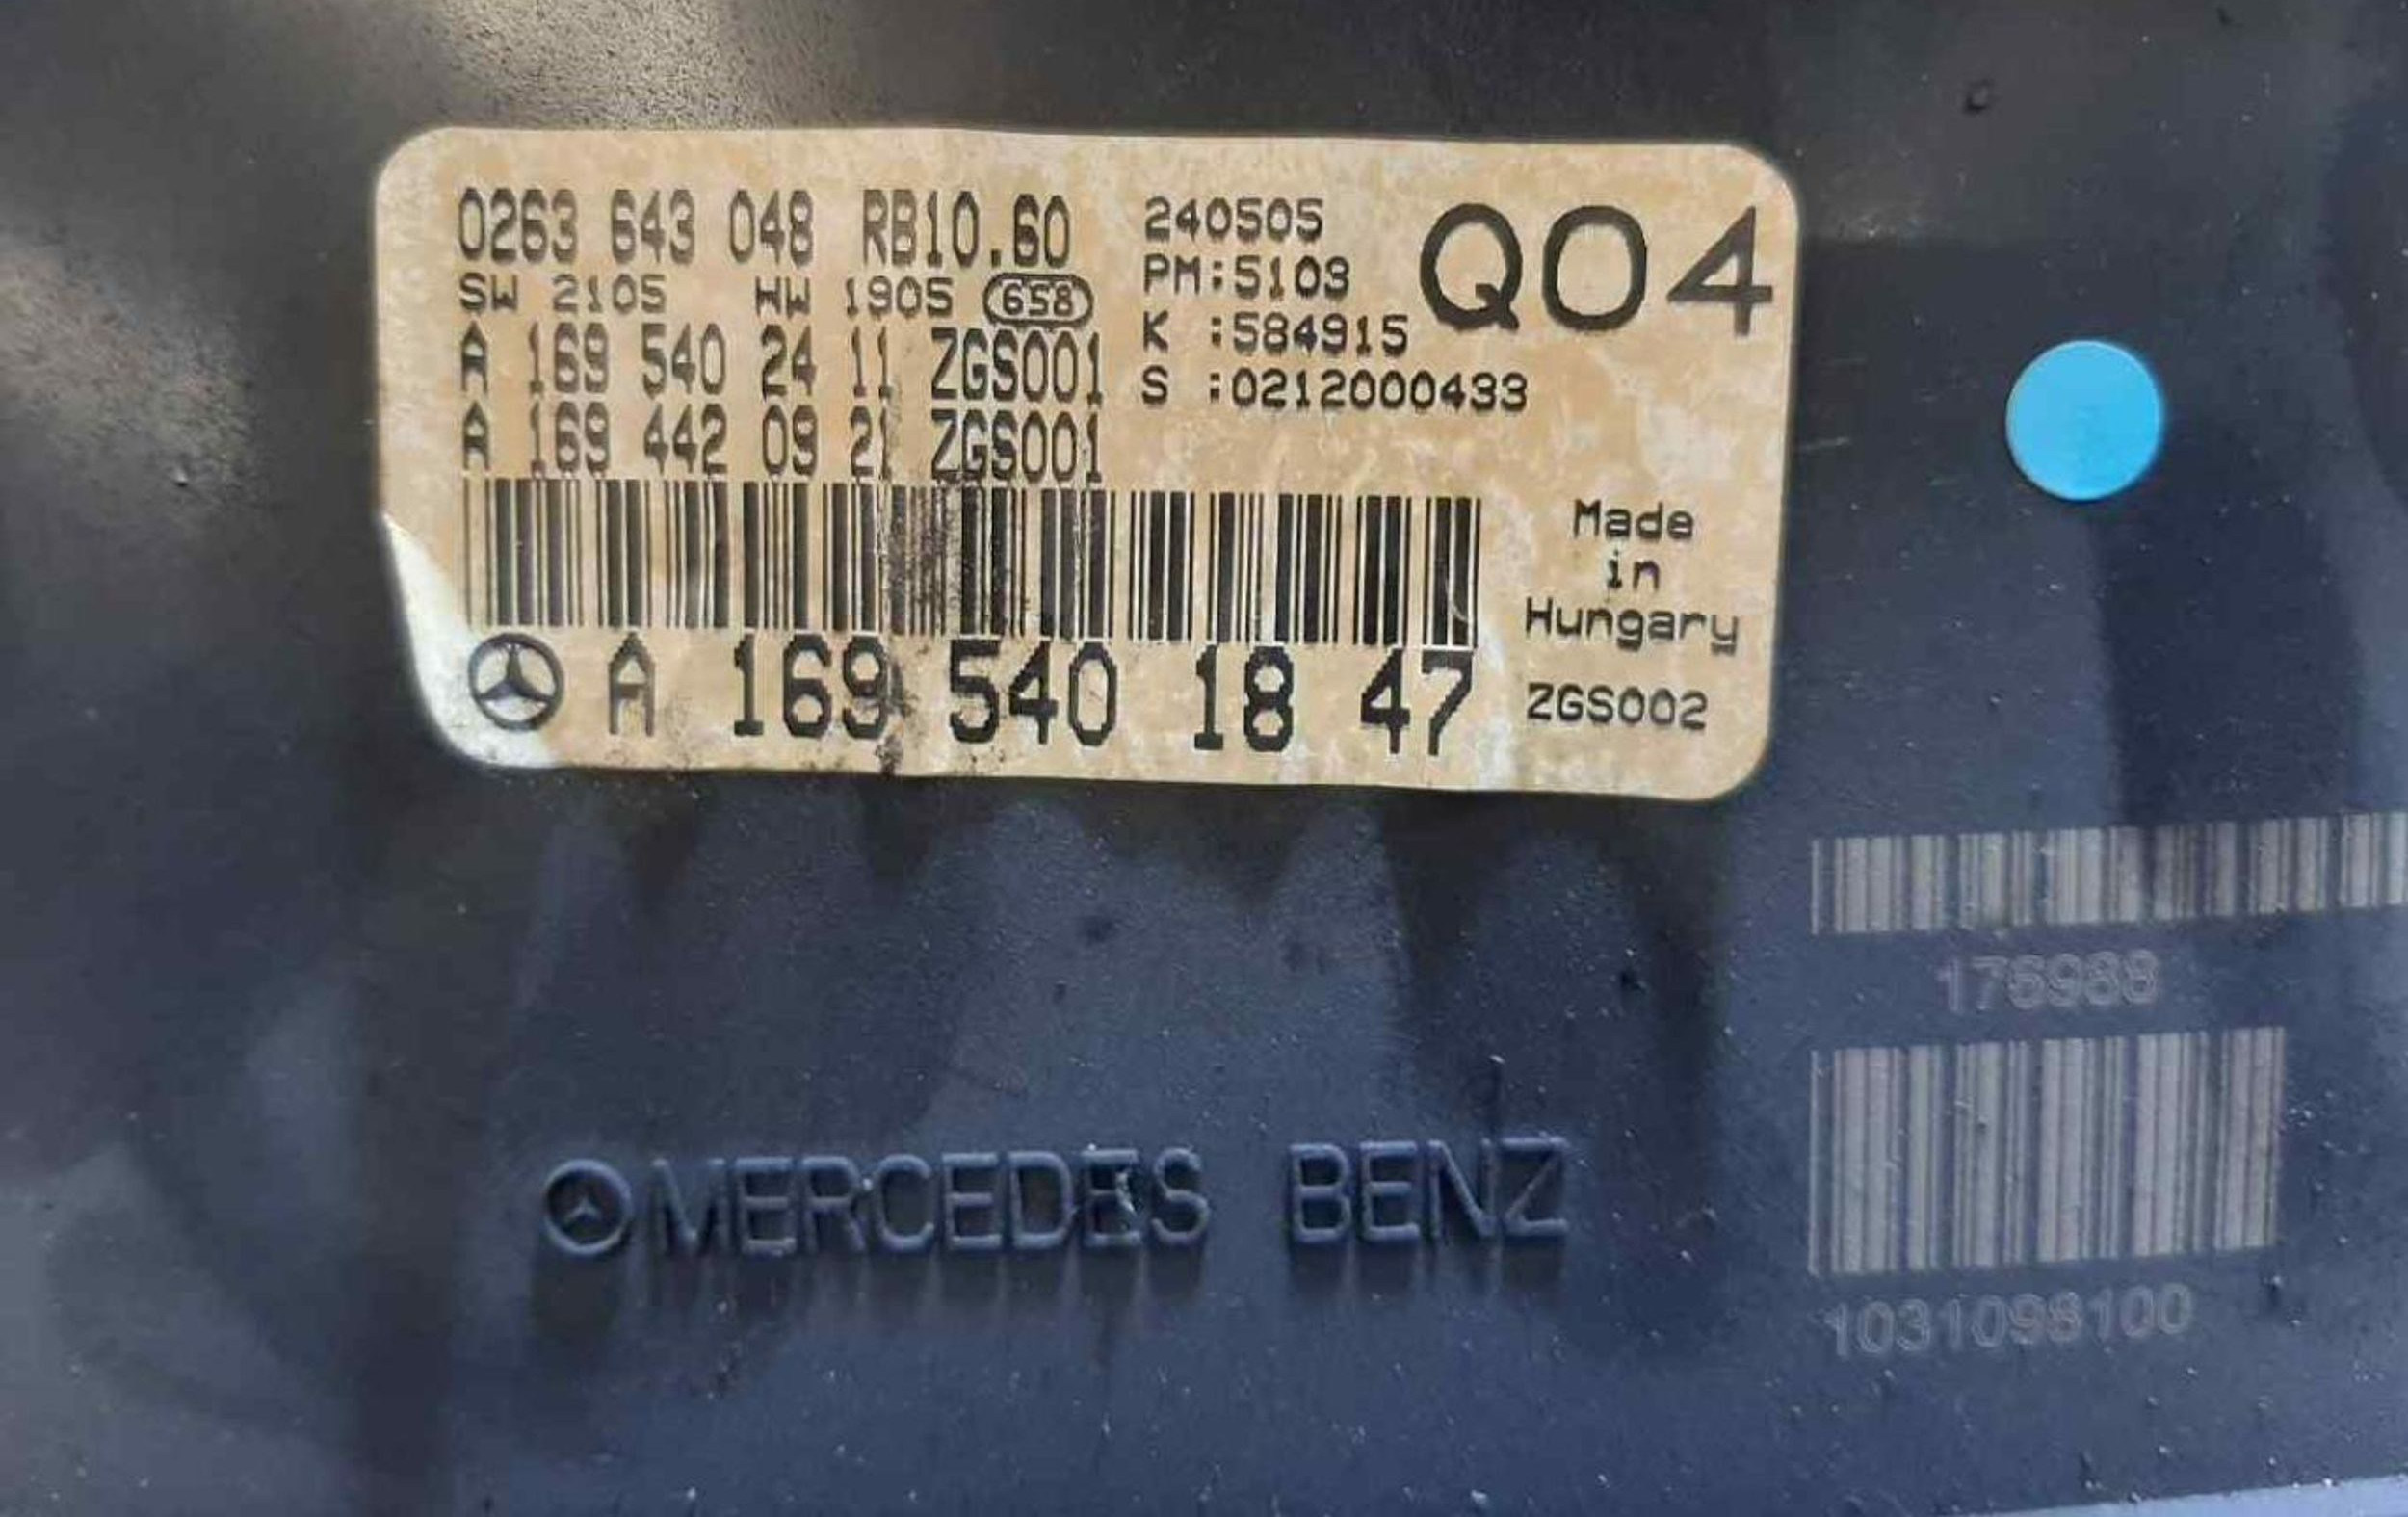 0263 643 048 RB10.60
SW 2105 HW 1905 658
A 169 540 24 11 ZGS001
A 169 442 09 21 ZGS001
240505
PM:5103
K :584915
S :0212000433
Q04
Made
in
Hungary
A 169 540 18 47
ZGS002
176988
1031098100
MERCEDES BENZ